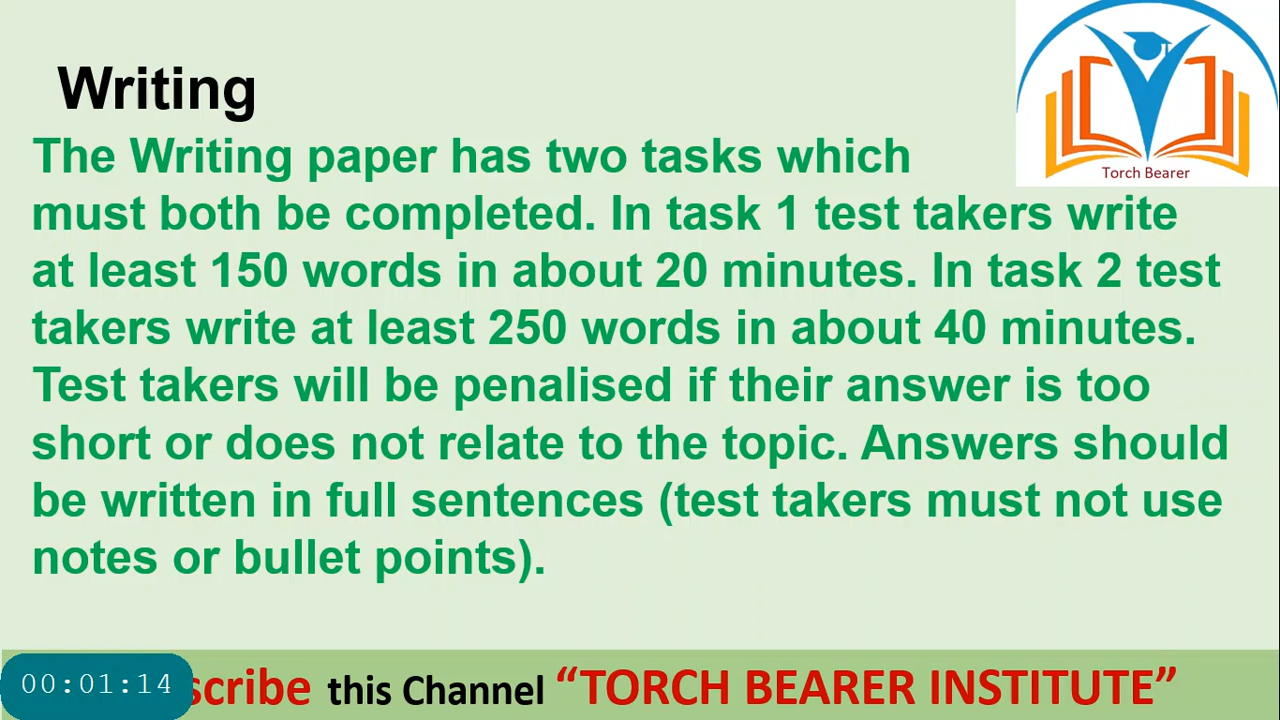 Writing
The Writing paper has two tasks which
must both be completed. In task 1 test takers write
at least 150 words in about 20 minutes. In task 2 test
takers write at least 250 words in about 40 minutes.
Test takers will be penalised if their answer is too
short or does not relate to the topic. Answers should
be written in full sentences (test takers must not use
notes or bullet points).
Torch Bearer
00:01:14
scribe this Channel “TORCH BEARER INSTITUTE”